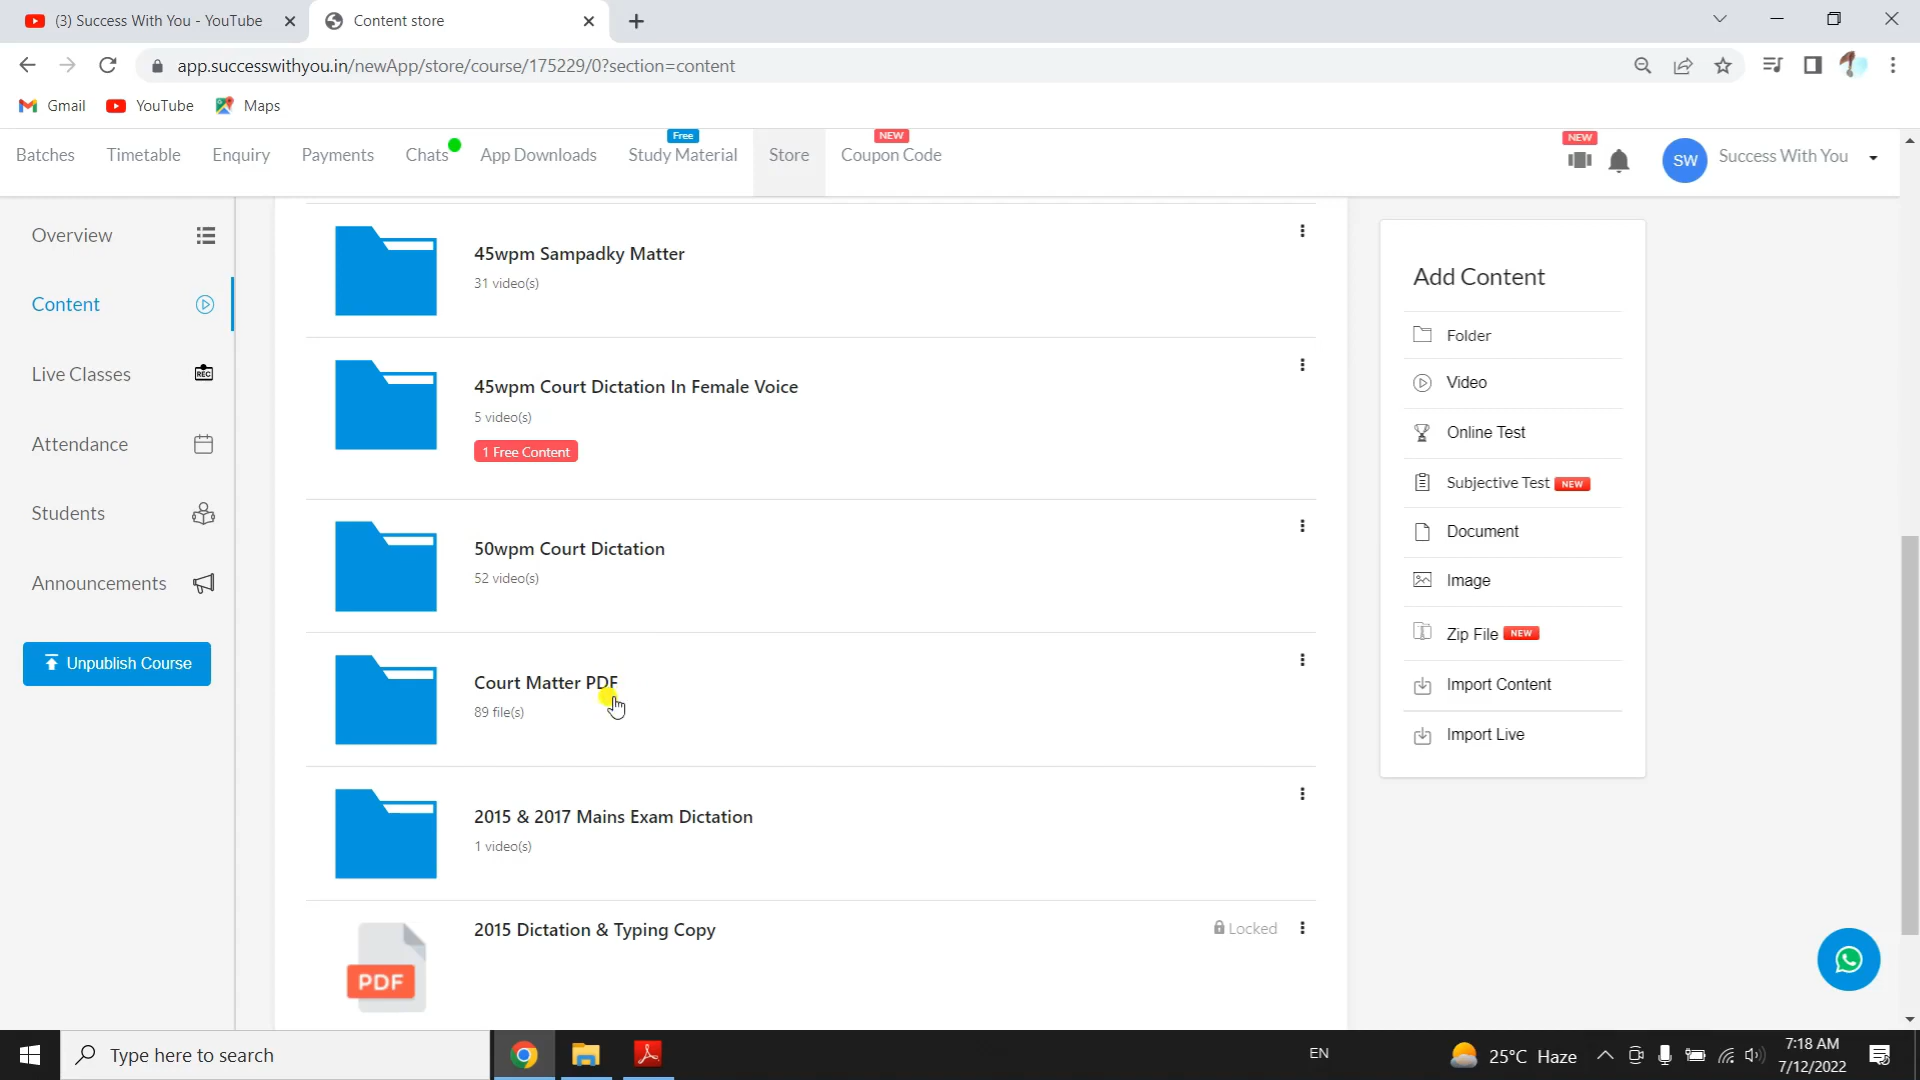 (3) Success With You - YouTube
Content store
app.successwithyou.in/newApp/store/course/175229/0?section=content
Gmail
YouTube
Maps
Batches
Timetable
Enquiry
Payments
Chats
App Downloads
Free
Study Material
Store
NEW
Coupon Code
NEW
SW
Success With You
Overview
Content
Live Classes
REC
Attendance
Students
Announcements
Unpublish Course
45wpm Sampadky Matter
31 video(s)
45wpm Court Dictation In Female Voice
5 video(s)
1 Free Content
50wpm Court Dictation
52 video(s)
Court Matter PDF
89 file(s)
2015 & 2017 Mains Exam Dictation
1 video(s)
PDF
2015 Dictation & Typing Copy
Locked
Add Content
Folder
Video
Online Test
Subjective Test NEW
Document
Image
Zip File NEW
Import Content
Import Live
Type here to search
EN
25°C Haze
7:18 AM
7/12/2022